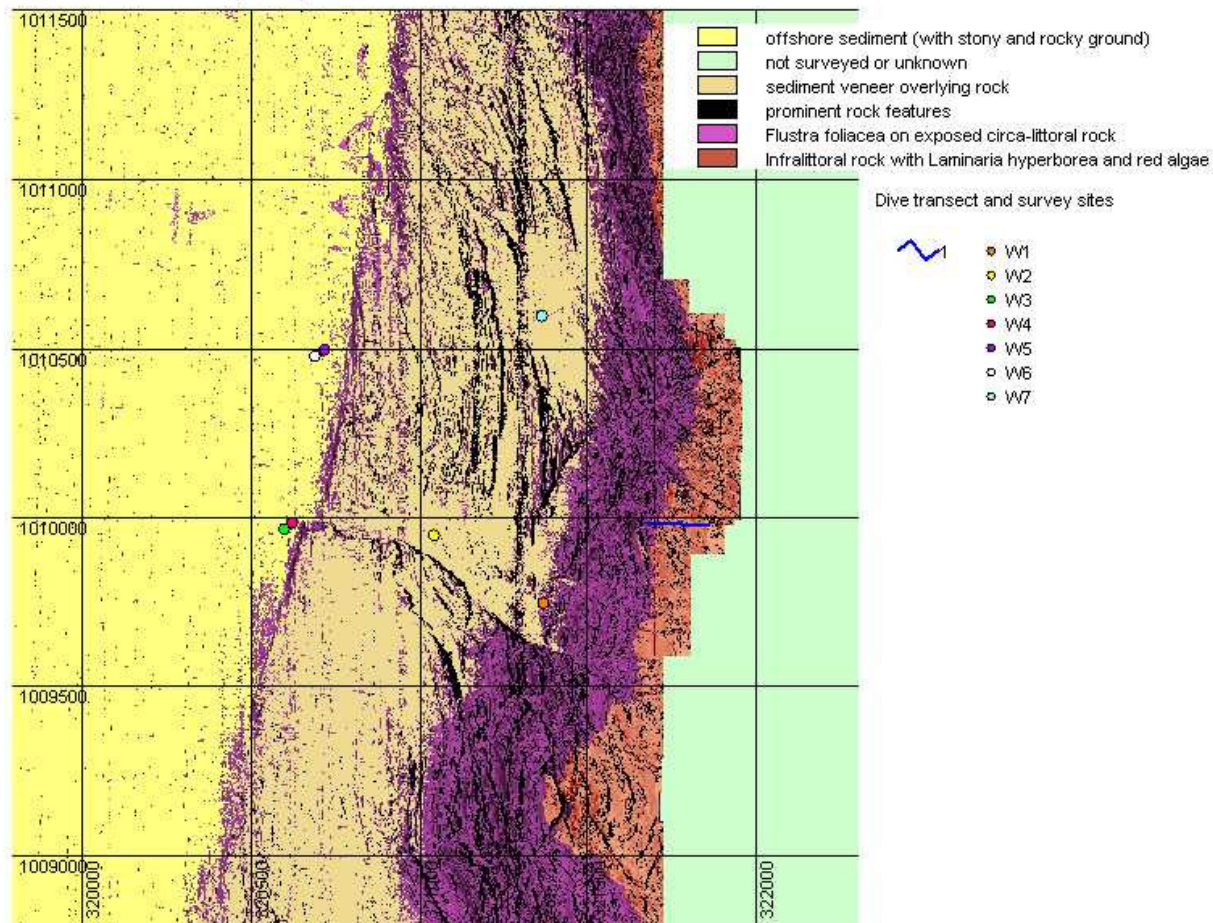 1011500
offshore sediment (with stony and rocky ground)
not surveyed or unknown
sediment veneer overlying rock
prominent rock features
Flustra foliacea on exposed circa-littoral rock
Infralittoral rock with Laminaria hyperborea and red algae
1011000
Dive transect and survey sites
1
W1
W2
W3
W4
W5
W6
W7
1010500
1010000
1009500
10090000
320000
320500
322000